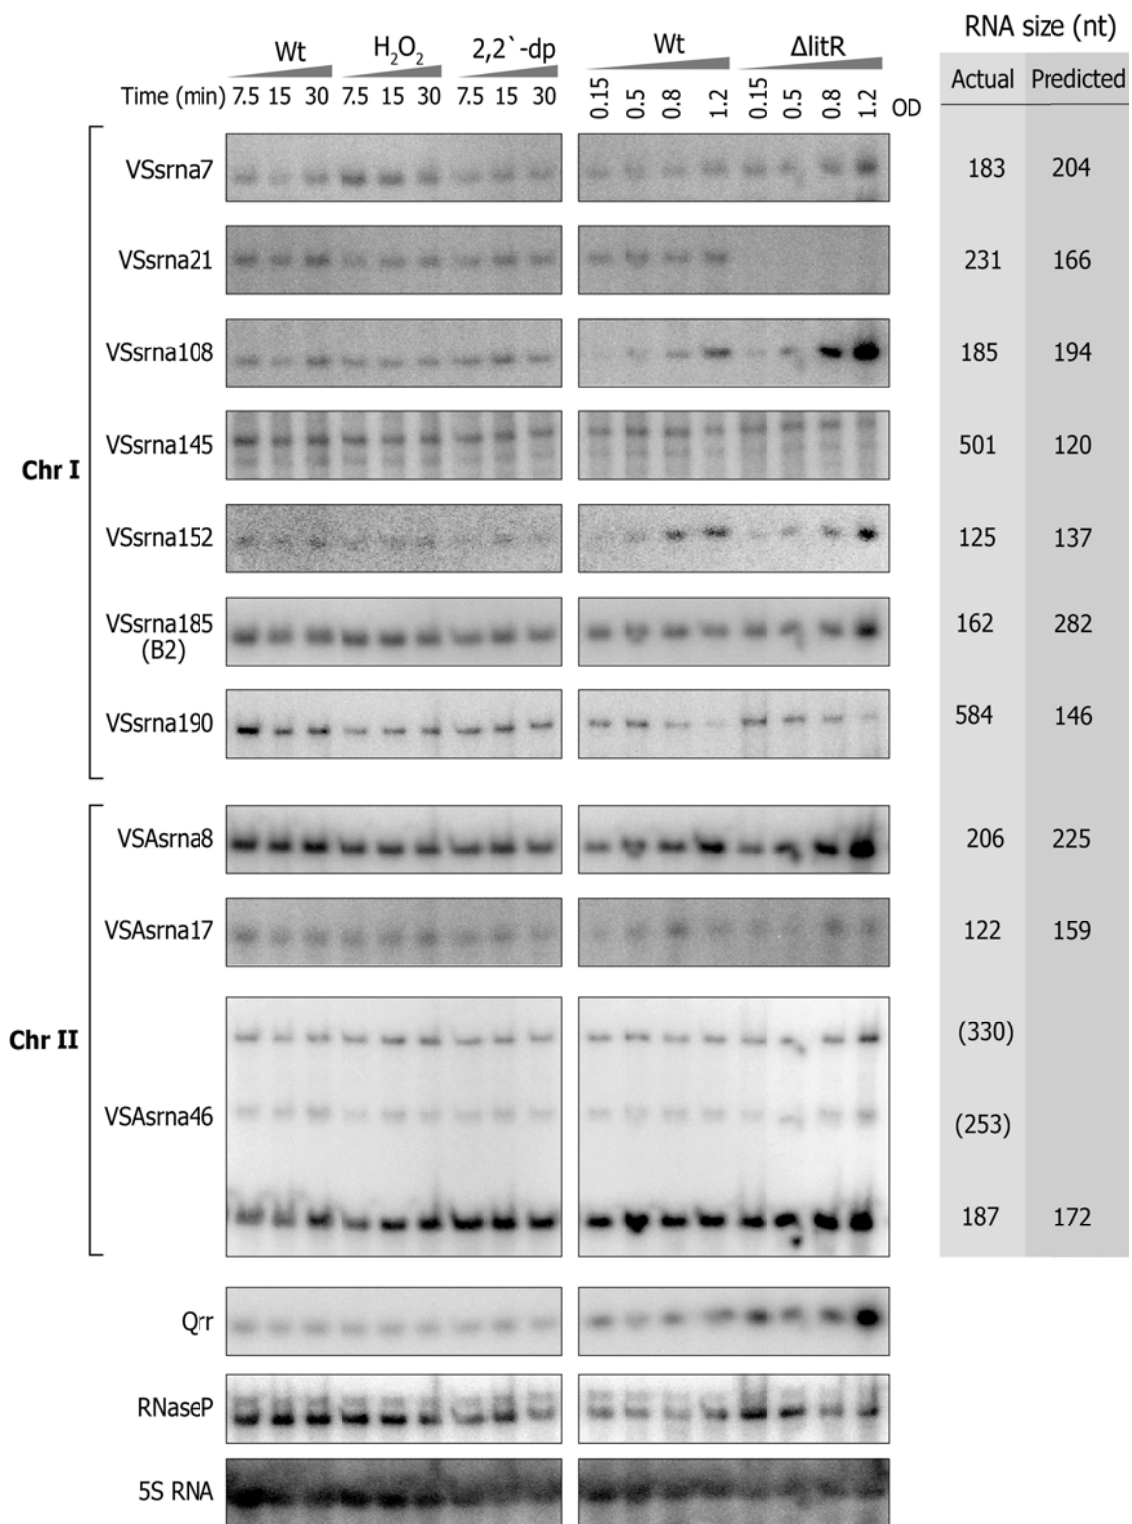 RNA size (nt)
Wt H₂O₂ 2,2`-dp Wt ΔlitR Actual Predicted
Time (min) 7.5 15 30 7.5 15 30 7.5 15 30 0.15 0.5 0.8 1.2 0.15 0.5 0.8 1.2 OD
VSsrna7 183 204
VSsrna21 231 166
VSsrna108 185 194
VSsrna145 501 120
Chr I
VSsrna152 125 137
VSsrna185 162 282
(B2)
VSsrna190 584 146
VSAsrna8 206 225
VSAsrna17 122 159
Chr II (330)
VSAsrna46 (253)
187 172
Qrr
RNaseP
5S RNA